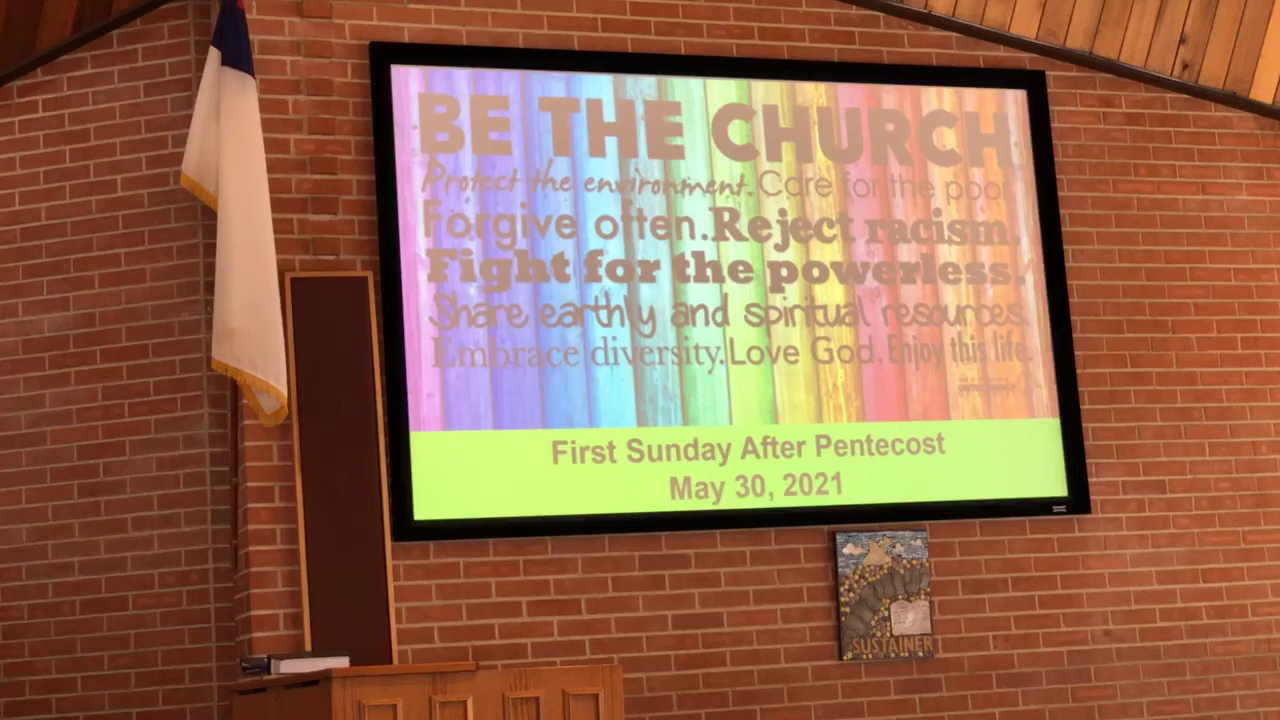 BE THE CHURCH
Protect the environment. Care for the poor
Forgive often. Reject racism.
Fight for the powerless.
Share earthly and spiritual resources.
Embrace diversity. Love God. Enjoy this life.
First Sunday After Pentecost
May 30, 2021
SUSTAINER